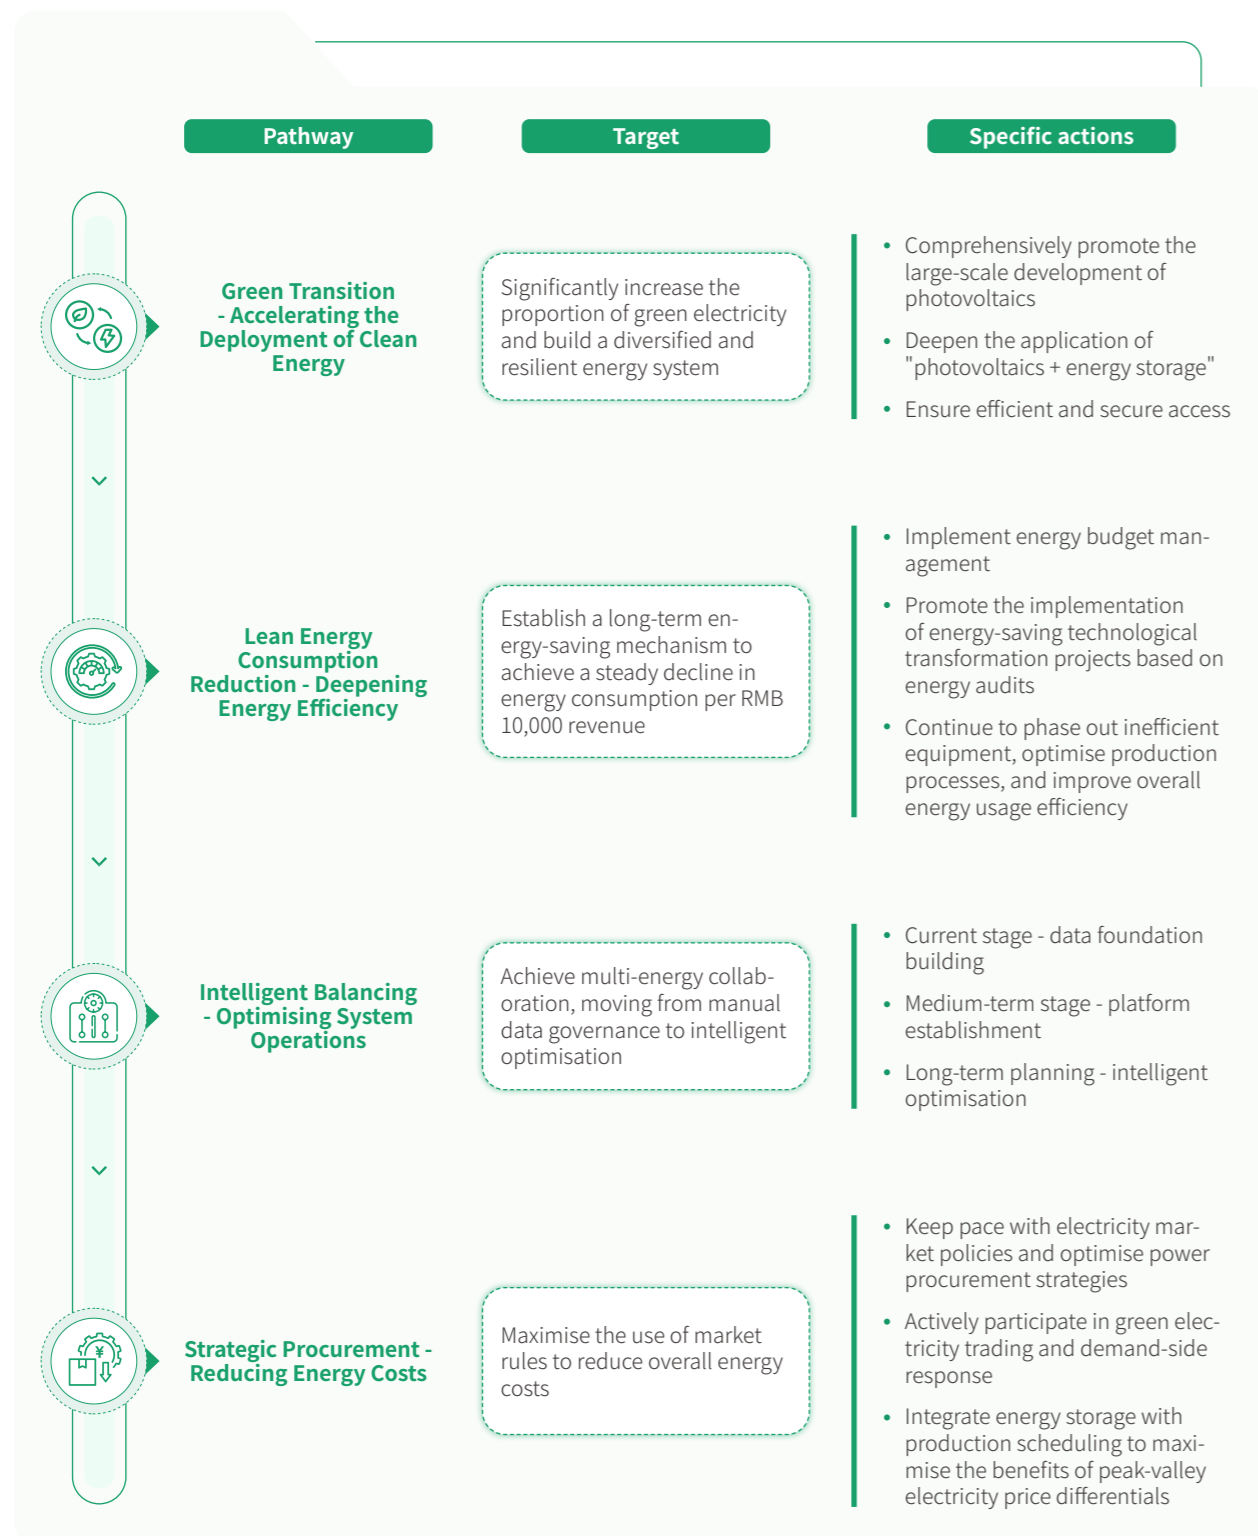 Pathway
Target
Specific actions
Green Transition
- Accelerating the
Deployment of Clean
Energy
Significantly increase the
proportion of green electricity
and build a diversified and
resilient energy system
• Comprehensively promote the
large-scale development of
photovoltaics
• Deepen the application of
"photovoltaics + energy storage"
• Ensure efficient and secure access
Lean Energy
Consumption
Reduction - Deepening
Energy Efficiency
Establish a long-term en-
ergy-saving mechanism to
achieve a steady decline in
energy consumption per RMB
10,000 revenue
• Implement energy budget man-
agement
• Promote the implementation
of energy-saving technological
transformation projects based on
energy audits
• Continue to phase out inefficient
equipment, optimise production
processes, and improve overall
energy usage efficiency
Intelligent Balancing
- Optimising System
Operations
Achieve multi-energy collab-
oration, moving from manual
data governance to intelligent
optimisation
• Current stage - data foundation
building
• Medium-term stage - platform
establishment
• Long-term planning - intelligent
optimisation
¥
Strategic Procurement -
Reducing Energy Costs
Maximise the use of market
rules to reduce overall energy
costs
• Keep pace with electricity mar-
ket policies and optimise power
procurement strategies
• Actively participate in green elec-
tricity trading and demand-side
response
• Integrate energy storage with
production scheduling to maxi-
mise the benefits of peak-valley
electricity price differentials